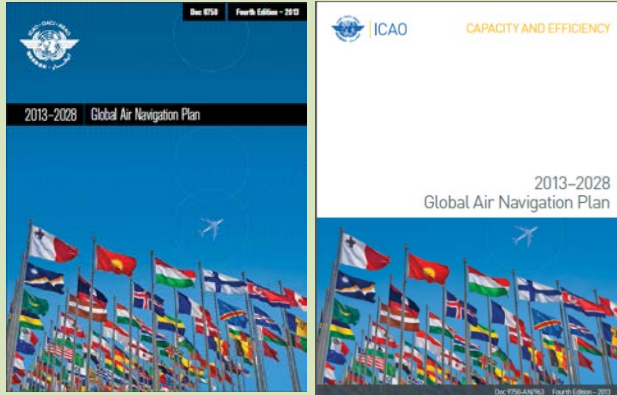 Doc 9750 Fourth Edition – 2013
2013–2028 Global Air Navigation Plan
ICAO CAPACITY AND EFFICIENCY
2013–2028
Global Air Navigation Plan
Doc 9750-AN/963 Fourth Edition – 2013